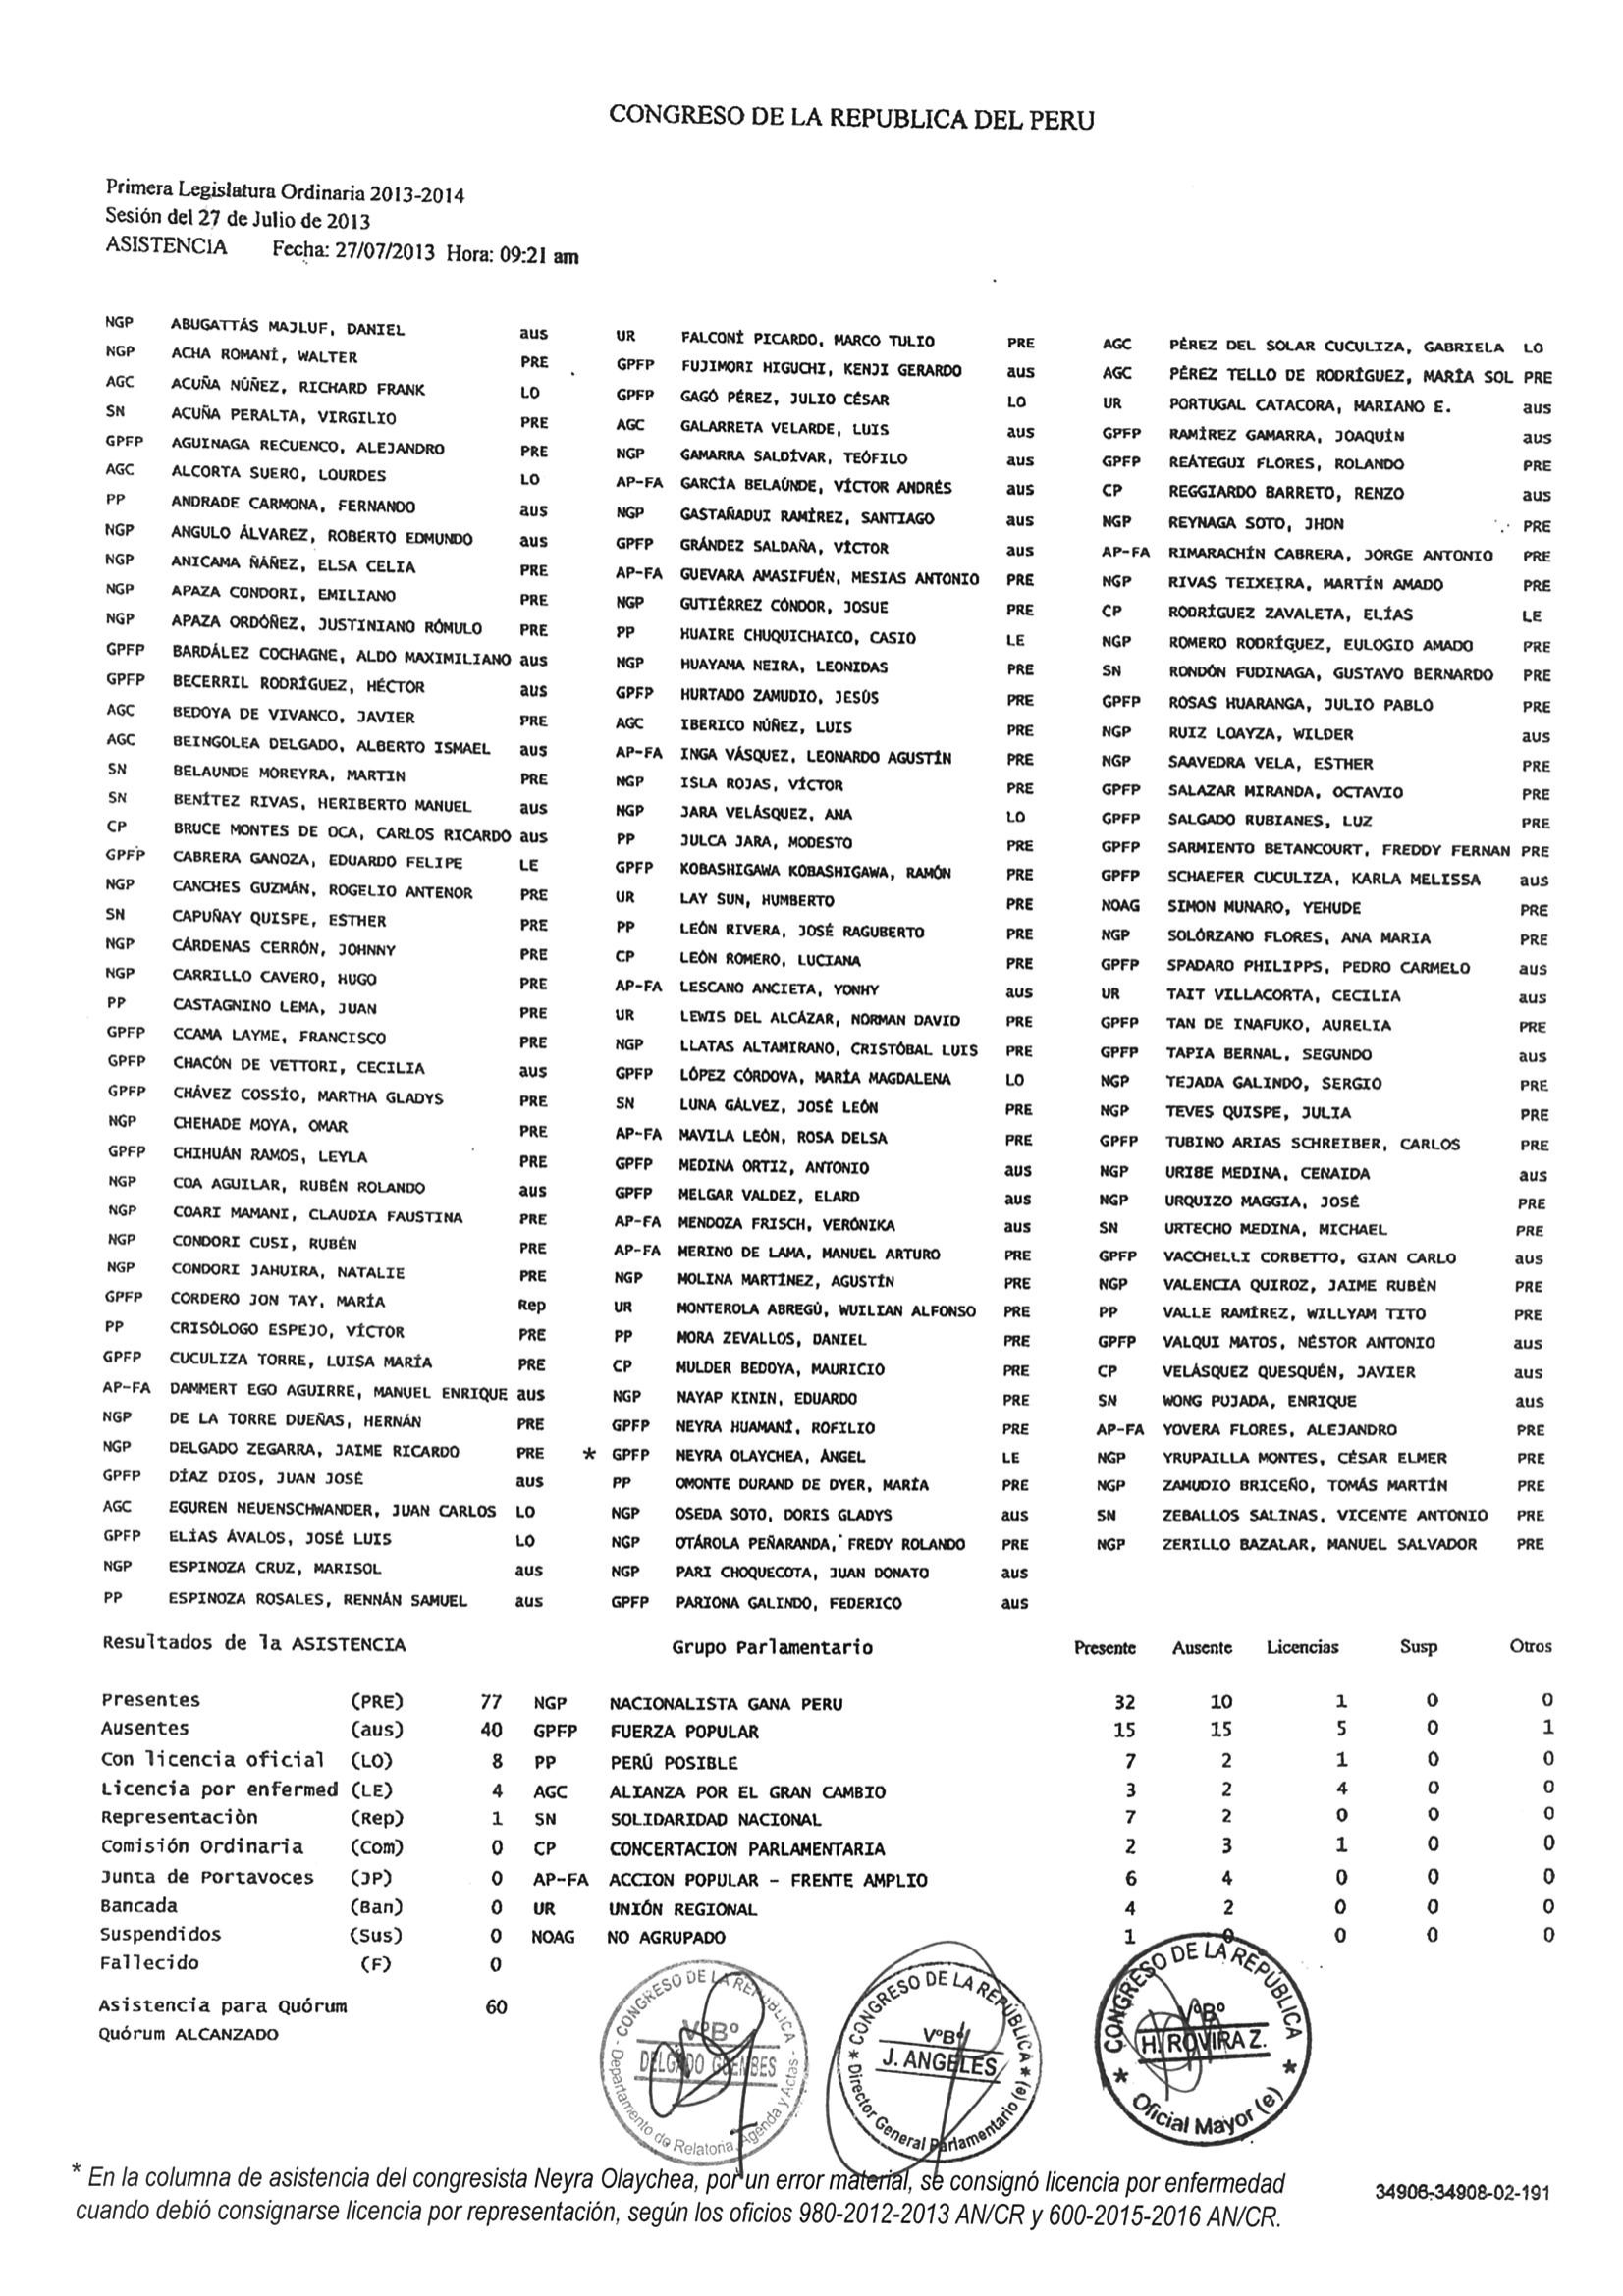 CONGRESO DE LA REPUBLICA DEL PERU
Primera Legislatura Ordinaria 2013-2014
Sesión del 27 de Julio de 2013
ASISTENCIA Fecha: 27/07/2013 Hora: 09:21 am
NGP ABUGATTÁS MAJLUF, DANIEL aus
NGP ACHA ROMANÍ, WALTER PRE
AGC ACUÑA NÚÑEZ, RICHARD FRANK LO
SN ACUÑA PERALTA, VIRGILIO PRE
GPFP AGUINAGA RECUENCO, ALEJANDRO PRE
AGC ALCORTA SUERO, LOURDES LO
PP ANDRADE CARMONA, FERNANDO aus
NGP ANGULO ÁLVAREZ, ROBERTO EDMUNDO aus
NGP ANICAMA ÑÁÑEZ, ELSA CELIA PRE
NGP APAZA CONDORI, EMILIANO PRE
NGP APAZA ORDÓÑEZ, JUSTINIANO RÓMULO PRE
GPFP BARDÁLEZ COCHAGNE, ALDO MAXIMILIANO aus
GPFP BECERRIL RODRÍGUEZ, HÉCTOR aus
AGC BEDOYA DE VIVANCO, JAVIER PRE
AGC BEINGOLEA DELGADO, ALBERTO ISMAEL aus
SN BELAUNDE MOREYRA, MARTIN PRE
SN BENÍTEZ RIVAS, HERIBERTO MANUEL aus
CP BRUCE MONTES DE OCA, CARLOS RICARDO aus
GPFP CABRERA GANOZA, EDUARDO FELIPE LE
NGP CANCHES GUZMÁN, ROGELIO ANTENOR PRE
SN CAPUÑAY QUISPE, ESTHER PRE
NGP CÁRDENAS CERRÓN, JOHNNY PRE
NGP CARRILLO CAVERO, HUGO PRE
PP CASTAGNINO LEMA, JUAN PRE
GPFP CCAMA LAYME, FRANCISCO PRE
GPFP CHACÓN DE VETTORI, CECILIA aus
GPFP CHÁVEZ COSSÍO, MARTHA GLADYS PRE
NGP CHEHADE MOYA, OMAR PRE
GPFP CHIHUÁN RAMOS, LEYLA PRE
NGP COA AGUILAR, RUBÉN ROLANDO aus
NGP COARI MAMANI, CLAUDIA FAUSTINA PRE
NGP CONDORI CUSI, RUBÉN PRE
NGP CONDORI JAHUIRA, NATALIE PRE
GPFP CORDERO JON TAY, MARÍA Rep
PP CRISÓLOGO ESPEJO, VÍCTOR PRE
GPFP CUCULIZA TORRE, LUISA MARÍA PRE
AP-FA DAMMERT EGO AGUIRRE, MANUEL ENRIQUE aus
NGP DE LA TORRE DUEÑAS, HERNÁN PRE
NGP DELGADO ZEGARRA, JAIME RICARDO PRE
GPFP DÍAZ DIOS, JUAN JOSÉ aus
AGC EGUREN NEUENSCHWANDER, JUAN CARLOS LO
GPFP ELÍAS ÁVALOS, JOSÉ LUIS LO
NGP ESPINOZA CRUZ, MARISOL aus
PP ESPINOZA ROSALES, RENNÁN SAMUEL aus
UR FALCONÍ PICARDO, MARCO TULIO PRE
GPFP FUJIMORI HIGUCHI, KENJI GERARDO aus
GPFP GAGÓ PÉREZ, JULIO CÉSAR LO
AGC GALARRETA VELARDE, LUIS aus
NGP GAMARRA SALDÍVAR, TEÓFILO aus
AP-FA GARCÍA BELAÚNDE, VÍCTOR ANDRÉS aus
NGP GASTAÑADUI RAMÍREZ, SANTIAGO aus
GPFP GRÁNDEZ SALDAÑA, VÍCTOR aus
AP-FA GUEVARA AMASIFUÉN, MESIAS ANTONIO PRE
NGP GUTIÉRREZ CÓNDOR, JOSUE PRE
PP HUAIRE CHUQUICHAICO, CASIO LE
NGP HUAYAMA NEIRA, LEONIDAS PRE
GPFP HURTADO ZAMUDIO, JESÚS PRE
AGC IBERICO NÚÑEZ, LUIS PRE
AP-FA INGA VÁSQUEZ, LEONARDO AGUSTÍN PRE
NGP ISLA ROJAS, VÍCTOR PRE
NGP JARA VELÁSQUEZ, ANA LO
PP JULCA JARA, MODESTO PRE
GPFP KOBASHIGAWA KOBASHIGAWA, RAMÓN PRE
UR LAY SUN, HUMBERTO PRE
PP LEÓN RIVERA, JOSÉ RAGUBERTO PRE
CP LEÓN ROMERO, LUCIANA PRE
AP-FA LESCANO ANCIETA, YONHY aus
UR LEWIS DEL ALCÁZAR, NORMAN DAVID PRE
NGP LLATAS ALTAMIRANO, CRISTÓBAL LUIS PRE
GPFP LÓPEZ CÓRDOVA, MARÍA MAGDALENA LO
SN LUNA GÁLVEZ, JOSÉ LEÓN PRE
AP-FA MAVILA LEÓN, ROSA DELSA PRE
GPFP MEDINA ORTIZ, ANTONIO aus
GPFP MELGAR VALDEZ, ELARD aus
AP-FA MENDOZA FRISCH, VERÓNIKA aus
AP-FA MERINO DE LAMA, MANUEL ARTURO PRE
NGP MOLINA MARTÍNEZ, AGUSTÍN PRE
UR MONTEROLA ABREGÚ, WUILIAN ALFONSO PRE
PP MORA ZEVALLOS, DANIEL PRE
CP MULDER BEDOYA, MAURICIO PRE
NGP NAYAP KININ, EDUARDO PRE
GPFP NEYRA HUAMANÍ, ROFILIO PRE
* GPFP NEYRA OLAYCHEA, ÁNGEL LE
PP OMONTE DURAND DE DYER, MARÍA PRE
NGP OSEDA SOTO, DORIS GLADYS aus
NGP OTÁROLA PEÑARANDA, FREDY ROLANDO PRE
NGP PARI CHOQUECOTA, JUAN DONATO aus
GPFP PARIONA GALINDO, FEDERICO aus
AGC PÉREZ DEL SOLAR CUCULIZA, GABRIELA LO
AGC PÉREZ TELLO DE RODRÍGUEZ, MARÍA SOL PRE
UR PORTUGAL CATACORA, MARIANO E. aus
GPFP RAMÍREZ GAMARRA, JOAQUÍN aus
GPFP REÁTEGUI FLORES, ROLANDO PRE
CP REGGIARDO BARRETO, RENZO aus
NGP REYNAGA SOTO, JHON PRE
AP-FA RIMARACHÍN CABRERA, JORGE ANTONIO PRE
NGP RIVAS TEIXEIRA, MARTÍN AMADO PRE
CP RODRÍGUEZ ZAVALETA, ELÍAS LE
NGP ROMERO RODRÍGUEZ, EULOGIO AMADO PRE
SN RONDÓN FUDINAGA, GUSTAVO BERNARDO PRE
GPFP ROSAS HUARANGA, JULIO PABLO PRE
NGP RUIZ LOAYZA, WILDER aus
NGP SAAVEDRA VELA, ESTHER PRE
GPFP SALAZAR MIRANDA, OCTAVIO PRE
GPFP SALGADO RUBIANES, LUZ PRE
GPFP SARMIENTO BETANCOURT, FREDDY FERNAN PRE
GPFP SCHAEFER CUCULIZA, KARLA MELISSA aus
NOAG SIMON MUNARO, YEHUDE PRE
NGP SOLÓRZANO FLORES, ANA MARIA PRE
GPFP SPADARO PHILIPPS, PEDRO CARMELO aus
UR TAIT VILLACORTA, CECILIA aus
GPFP TAN DE INAFUKO, AURELIA PRE
GPFP TAPIA BERNAL, SEGUNDO aus
NGP TEJADA GALINDO, SERGIO PRE
NGP TEVES QUISPE, JULIA PRE
GPFP TUBINO ARIAS SCHREIBER, CARLOS PRE
NGP URIBE MEDINA, CENAIDA aus
NGP URQUIZO MAGGIA, JOSÉ PRE
SN URTECHO MEDINA, MICHAEL PRE
GPFP VACCHELLI CORBETTO, GIAN CARLO aus
NGP VALENCIA QUIROZ, JAIME RUBÉN PRE
PP VALLE RAMÍREZ, WILLYAM TITO PRE
GPFP VALQUI MATOS, NÉSTOR ANTONIO aus
CP VELÁSQUEZ QUESQUÉN, JAVIER aus
SN WONG PUJADA, ENRIQUE aus
AP-FA YOVERA FLORES, ALEJANDRO PRE
NGP YRUPAILLA MONTES, CÉSAR ELMER PRE
NGP ZAMUDIO BRICEÑO, TOMÁS MARTÍN PRE
SN ZEBALLOS SALINAS, VICENTE ANTONIO PRE
NGP ZERILLO BAZALAR, MANUEL SALVADOR PRE
Resultados de la ASISTENCIA
Presentes (PRE) 77
Ausentes (aus) 40
Con licencia oficial (LO) 8
Licencia por enfermed (LE) 4
Representaciòn (Rep) 1
Comisión Ordinaria (Com) 0
Junta de Portavoces (JP) 0
Bancada (Ban) 0
Suspendidos (Sus) 0
Fallecido (F) 0
Asistencia para Quórum 60
Quórum ALCANZADO
Grupo Parlamentario Presente Ausente Licencias Susp Otros
NGP NACIONALISTA GANA PERU 32 10 1 0 0
GPFP FUERZA POPULAR 15 15 5 0 1
PP PERÚ POSIBLE 7 2 1 0 0
AGC ALIANZA POR EL GRAN CAMBIO 3 2 4 0 0
SN SOLIDARIDAD NACIONAL 7 2 0 0 0
CP CONCERTACION PARLAMENTARIA 2 3 1 0 0
AP-FA ACCION POPULAR - FRENTE AMPLIO 6 4 0 0 0
UR UNIÓN REGIONAL 4 2 0 0 0
NOAG NO AGRUPADO 1 0 0 0 0
CONGRESO DE LA REPÚBLICA
VºBº
DELGADO GUEMBES
Departamento de Relatoria, Agenda y Actas
CONGRESO DE LA REPÚBLICA
VºBº
J. ANGELES
Director General Parlamentario (e)
CONGRESO DE LA REPÚBLICA
VºBº
H. ROVIRA Z.
Oficial Mayor (e)
* En la columna de asistencia del congresista Neyra Olaychea, por un error material, se consignó licencia por enfermedad
cuando debió consignarse licencia por representación, según los oficios 980-2012-2013 AN/CR y 600-2015-2016 AN/CR.
34906-34908-02-191